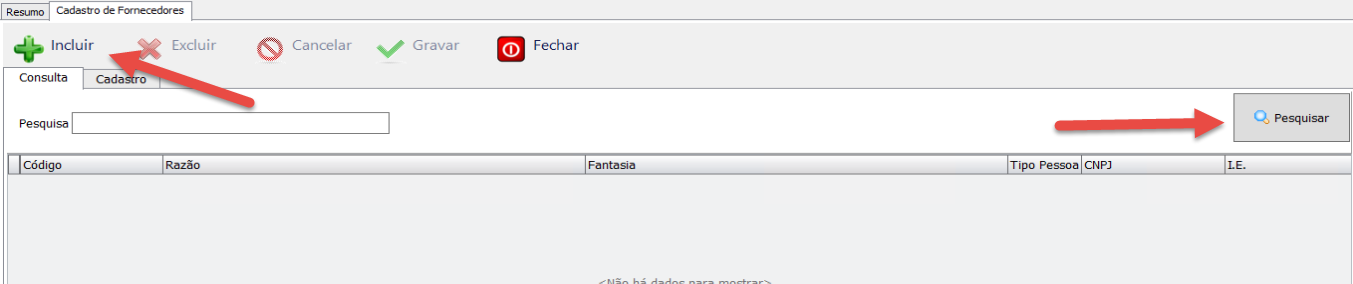 Resumo Cadastro de Fornecedores
Incluir Excluir Cancelar Gravar Fechar
Consulta Cadastro
Pesquisa Pesquisar
Código Razão Fantasia Tipo Pessoa CNPJ I.E.
<Não há dados para mostrar>